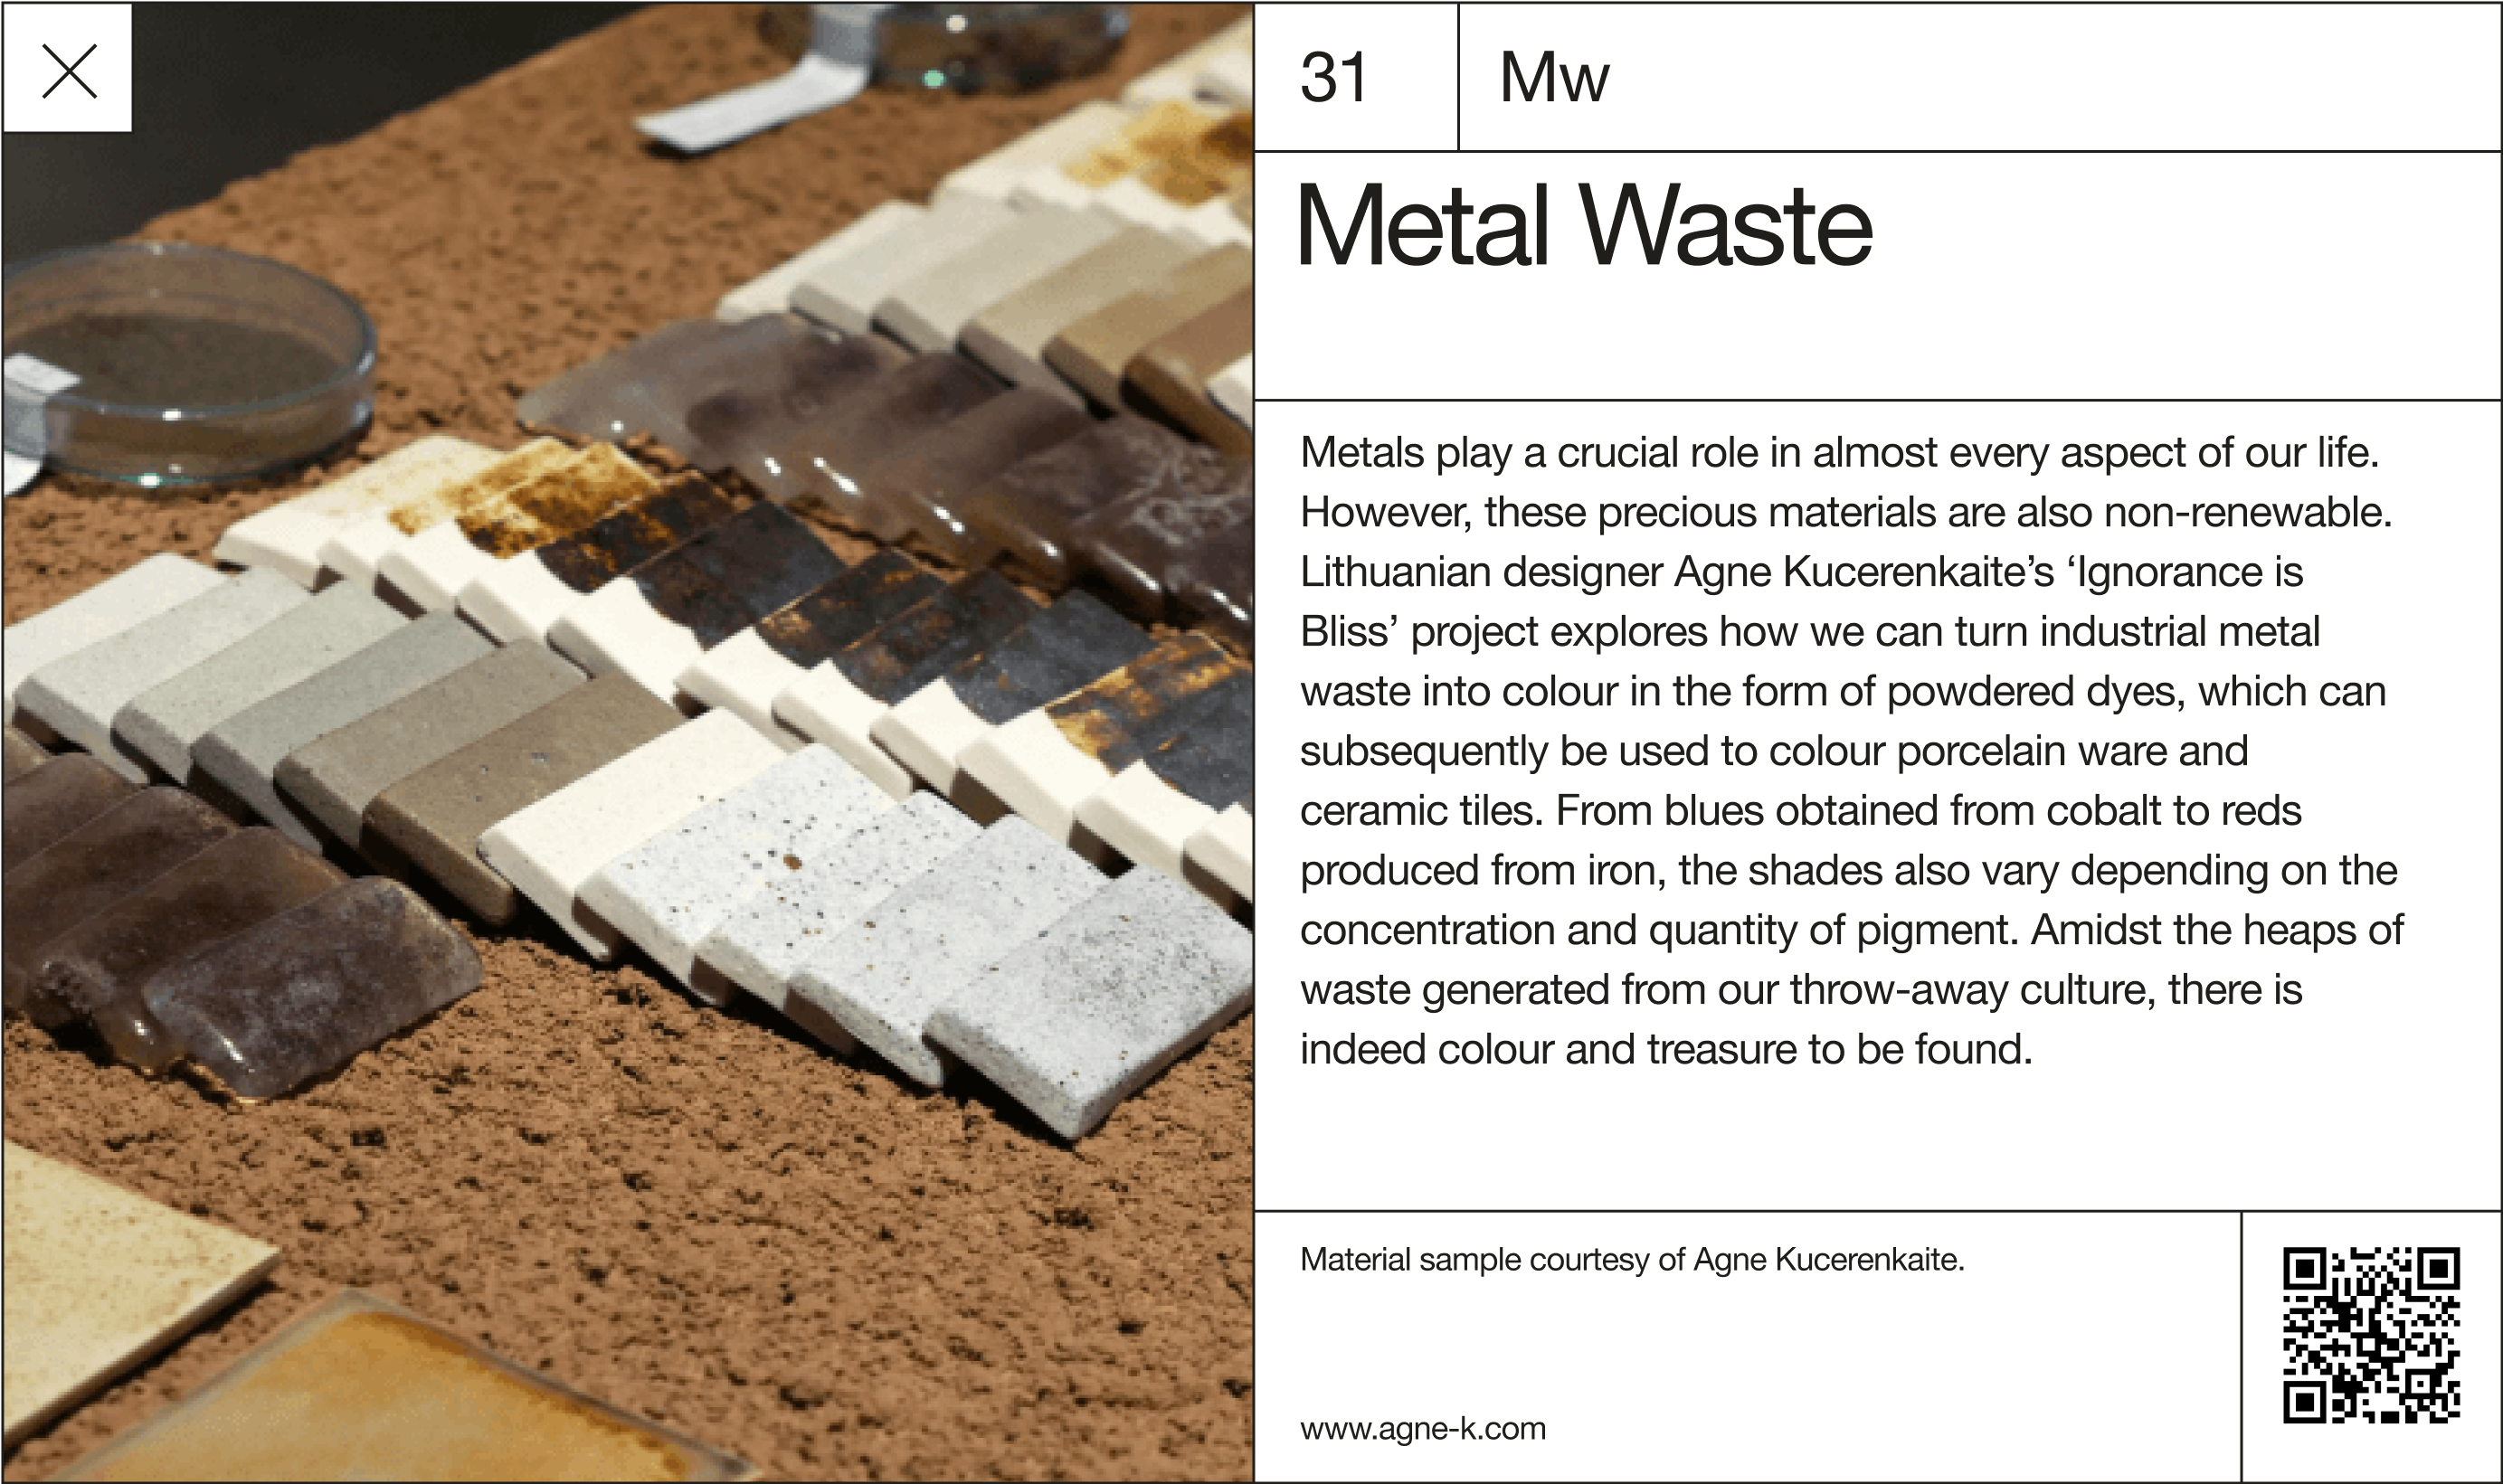 31
Mw
Metal Waste
Metals play a crucial role in almost every aspect of our life.
However, these precious materials are also non-renewable.
Lithuanian designer Agne Kucerenkaite’s ‘Ignorance is
Bliss’ project explores how we can turn industrial metal
waste into colour in the form of powdered dyes, which can
subsequently be used to colour porcelain ware and
ceramic tiles. From blues obtained from cobalt to reds
produced from iron, the shades also vary depending on the
concentration and quantity of pigment. Amidst the heaps of
waste generated from our throw-away culture, there is
indeed colour and treasure to be found.
Material sample courtesy of Agne Kucerenkaite.
www.agne-k.com